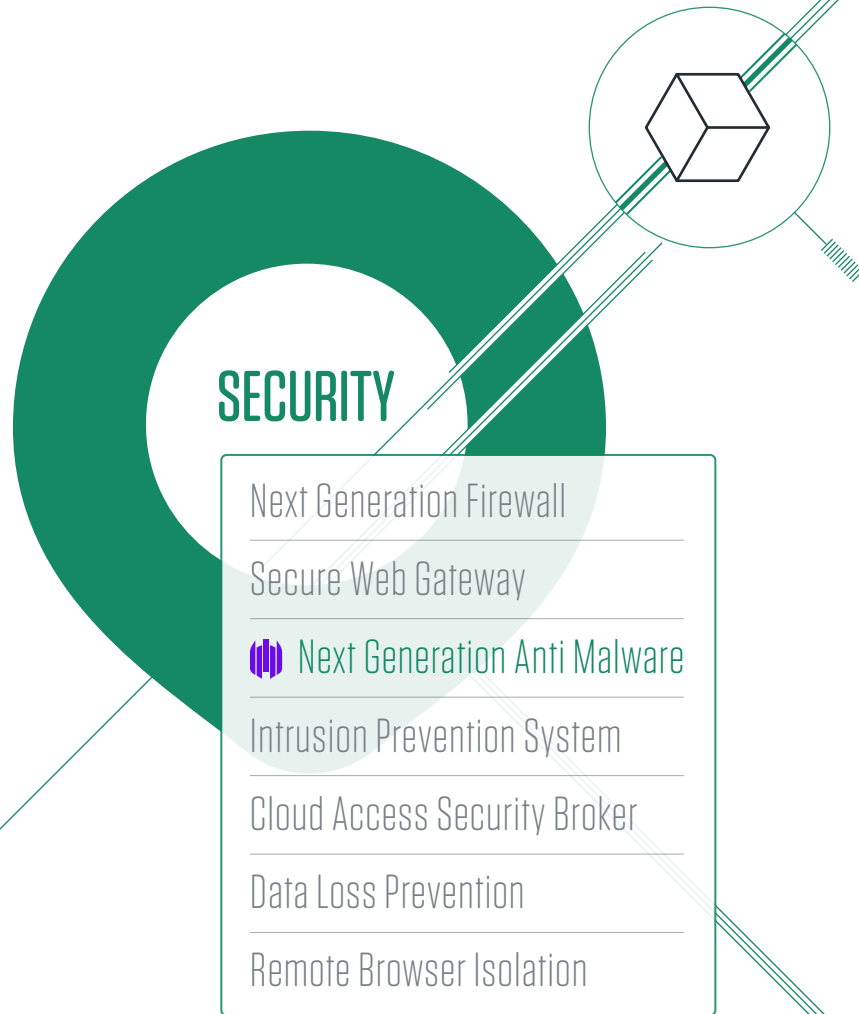 SECURITY
Next Generation Firewall
Secure Web Gateway
Next Generation Anti Malware
Intrusion Prevention System
Cloud Access Security Broker
Data Loss Prevention
Remote Browser Isolation